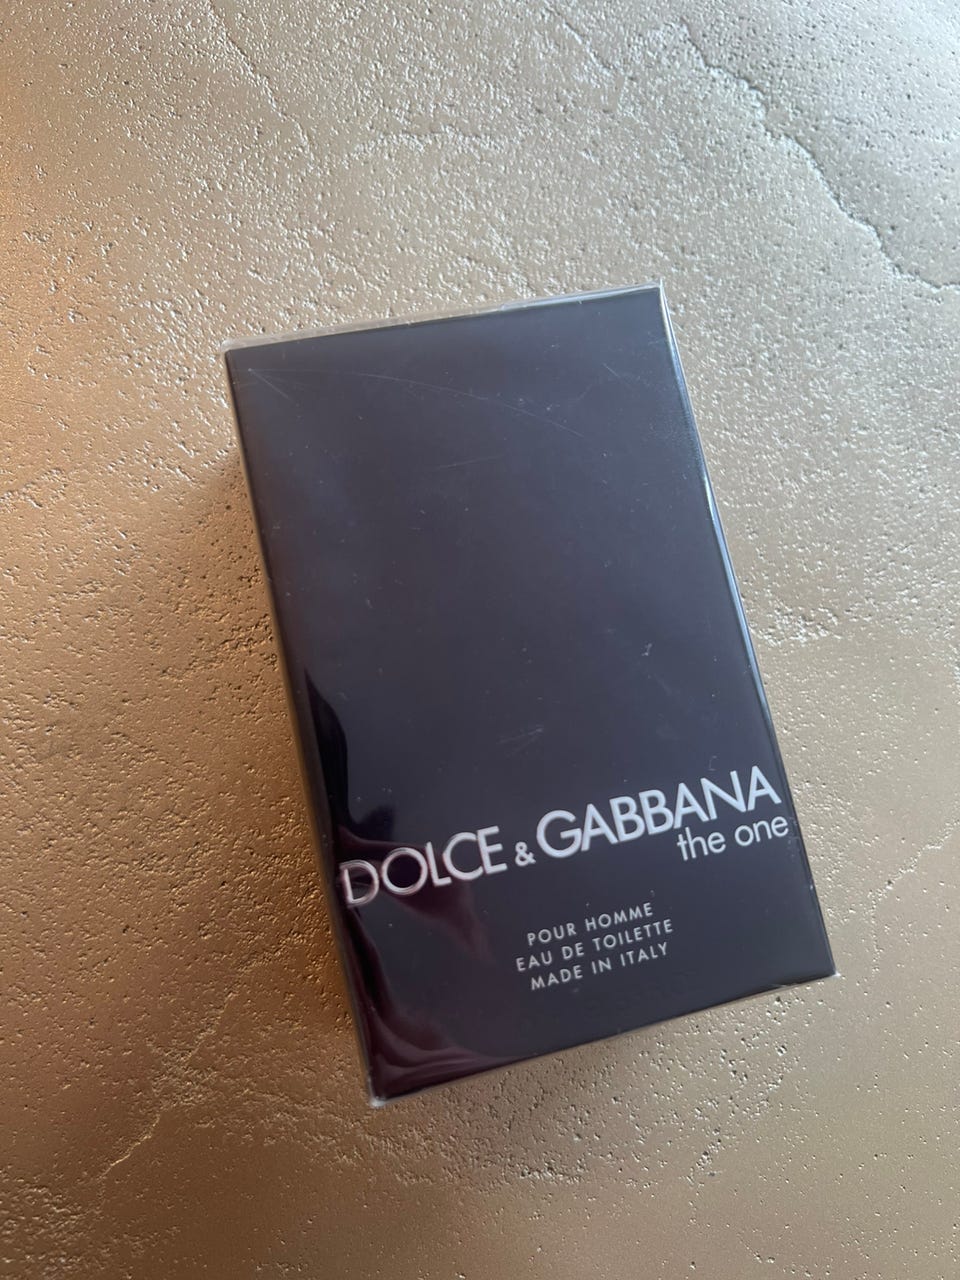 DOLCE & GABBANA
the one
POUR HOMME
EAU DE TOILETTE
MADE IN ITALY